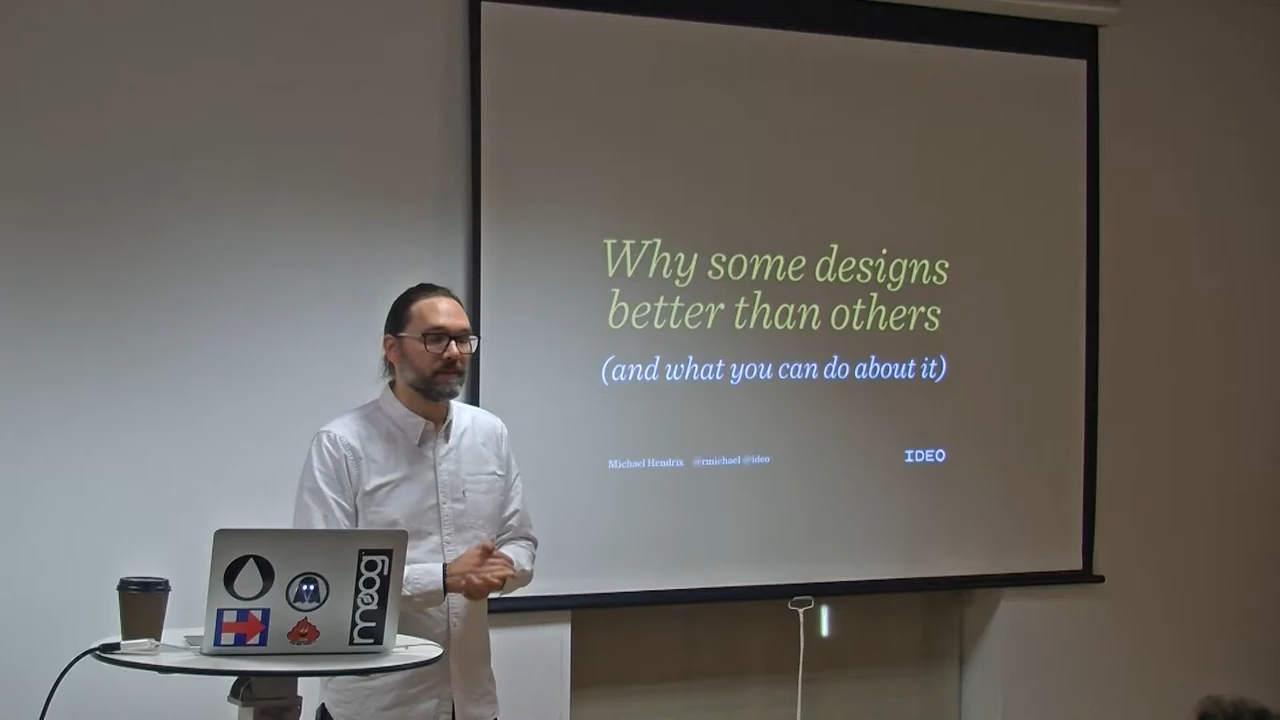 Why some designs
better than others
(and what you can do about it)
Michael Hendrix @rmichael @ideo
IDEO
moog
H